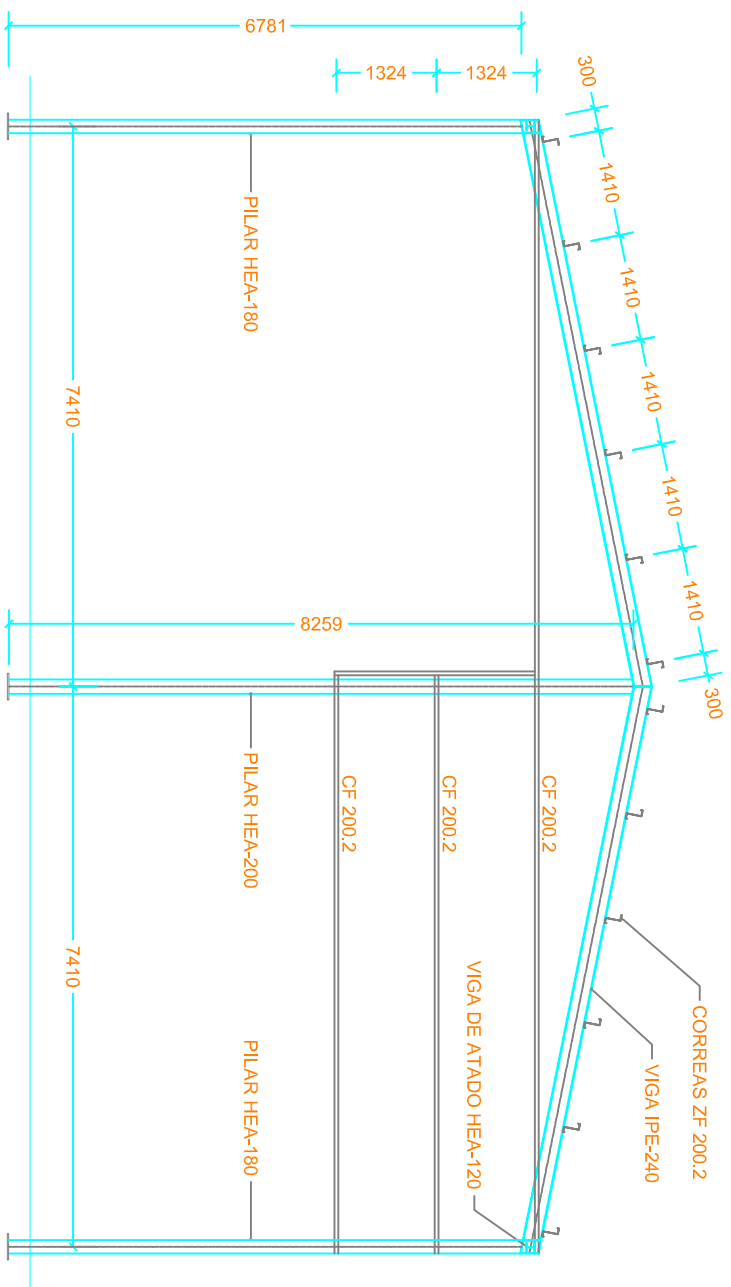 6781
1324
1324
300
1410
1410
1410
1410
1410
300
PILAR HEA-180
7410
8259
PILAR HEA-200
CF 200.2
CF 200.2
CF 200.2
7410
PILAR HEA-180
VIGA DE ATADO HEA-120
VIGA IPE-240
CORREAS ZF 200.2